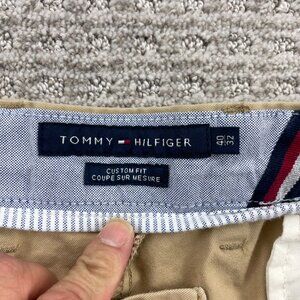 TOMMY HILFIGER
40
32
CUSTOM FIT
COUPE SUR MESURE